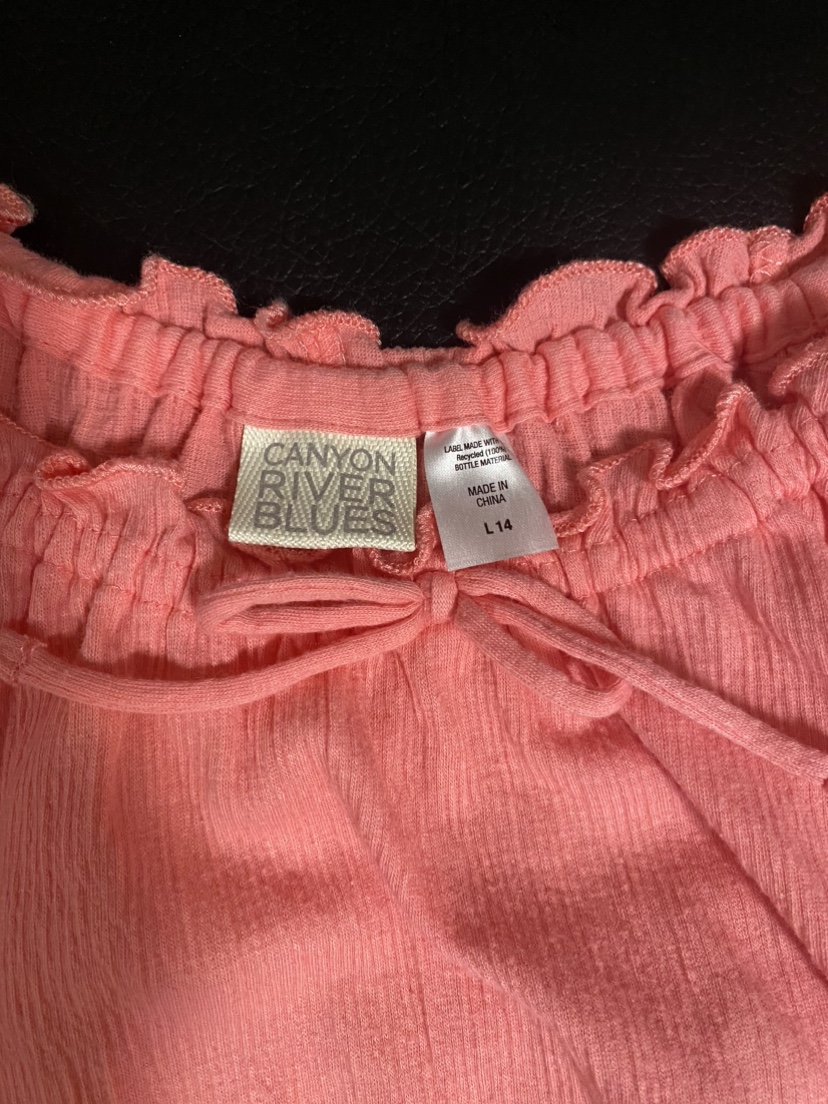 CANYON
RIVER
BLUES
LABEL MADE WITH
Recycled (100%
BOTTLE MATERIAL
MADE IN
CHINA
L 14